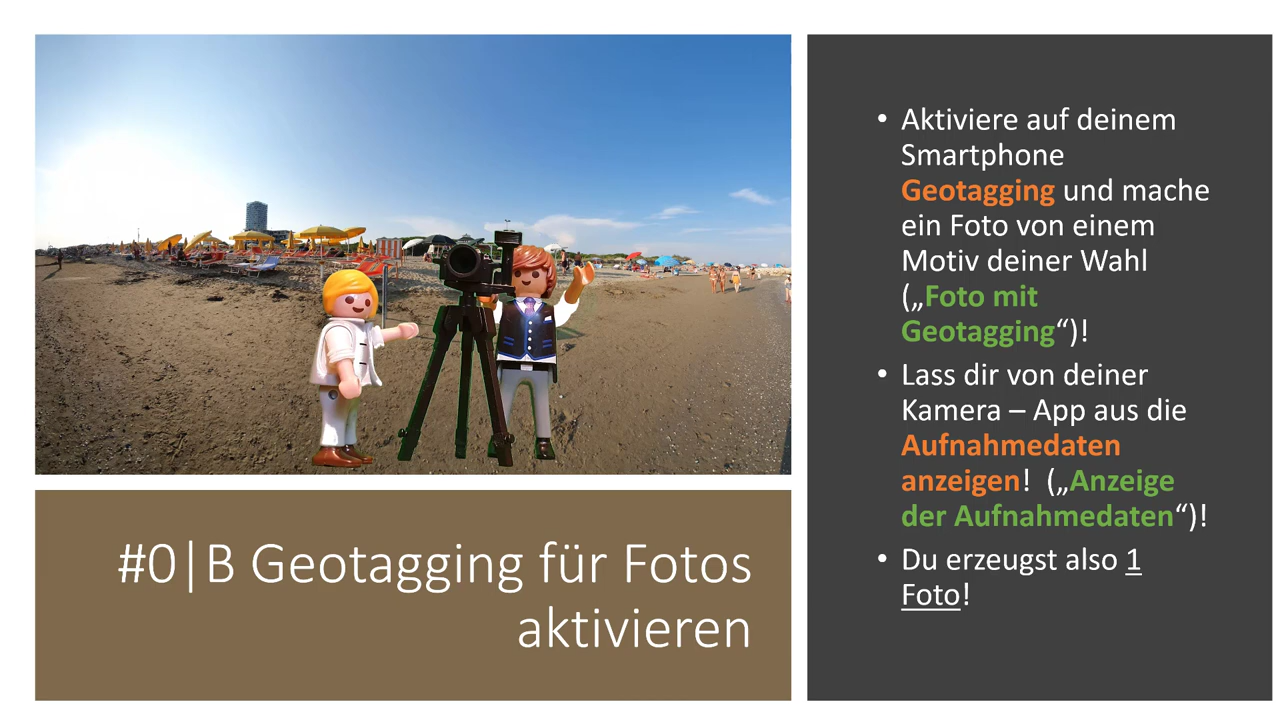 #0|B Geotagging für Fotos
aktivieren
• Aktiviere auf deinem
Smartphone
Geotagging und mache
ein Foto von einem
Motiv deiner Wahl
(„Foto mit
Geotagging“)!
• Lass dir von deiner
Kamera – App aus die
Aufnahmedaten
anzeigen! („Anzeige
der Aufnahmedaten“)!
• Du erzeugst also 1
Foto!